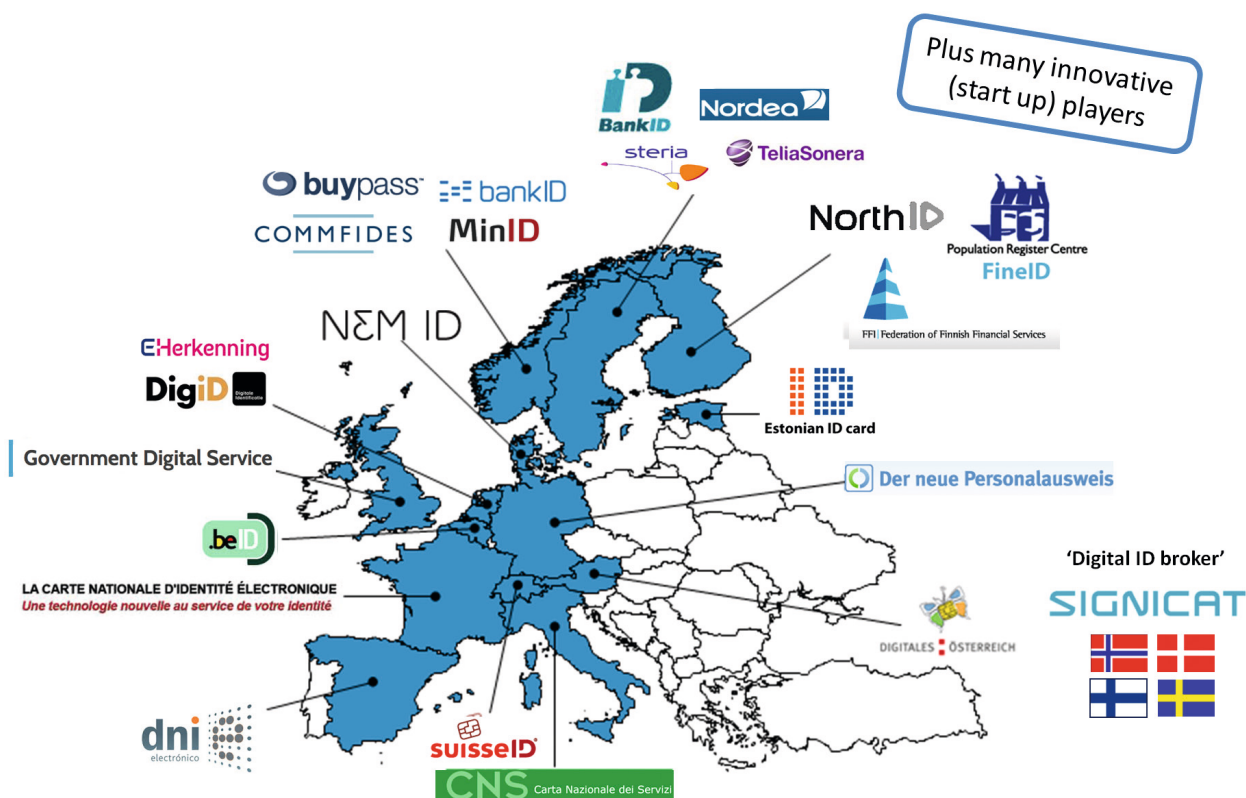 Plus many innovative
(start up) players
BankID
Nordea
steria
TeliaSonera
buypass
bankID
COMMFIDES
MinID
NorthID
Population Register Centre
FineID
FFI Federation of Finnish Financial Services
NEM ID
EHerkenning
DigiD
Digitale
Identificatie
ID
Estonian ID card
Government Digital Service
Der neue Personalausweis
.beID
'Digital ID broker'
SIGNICAT
LA CARTE NATIONALE D'IDENTITÉ ÉLECTRONIQUE
Une technologie nouvelle au service de votre identité
DIGITALES ÖSTERREICH
dni
electrónico
suisseID
CNS Carta Nazionale dei Servizi